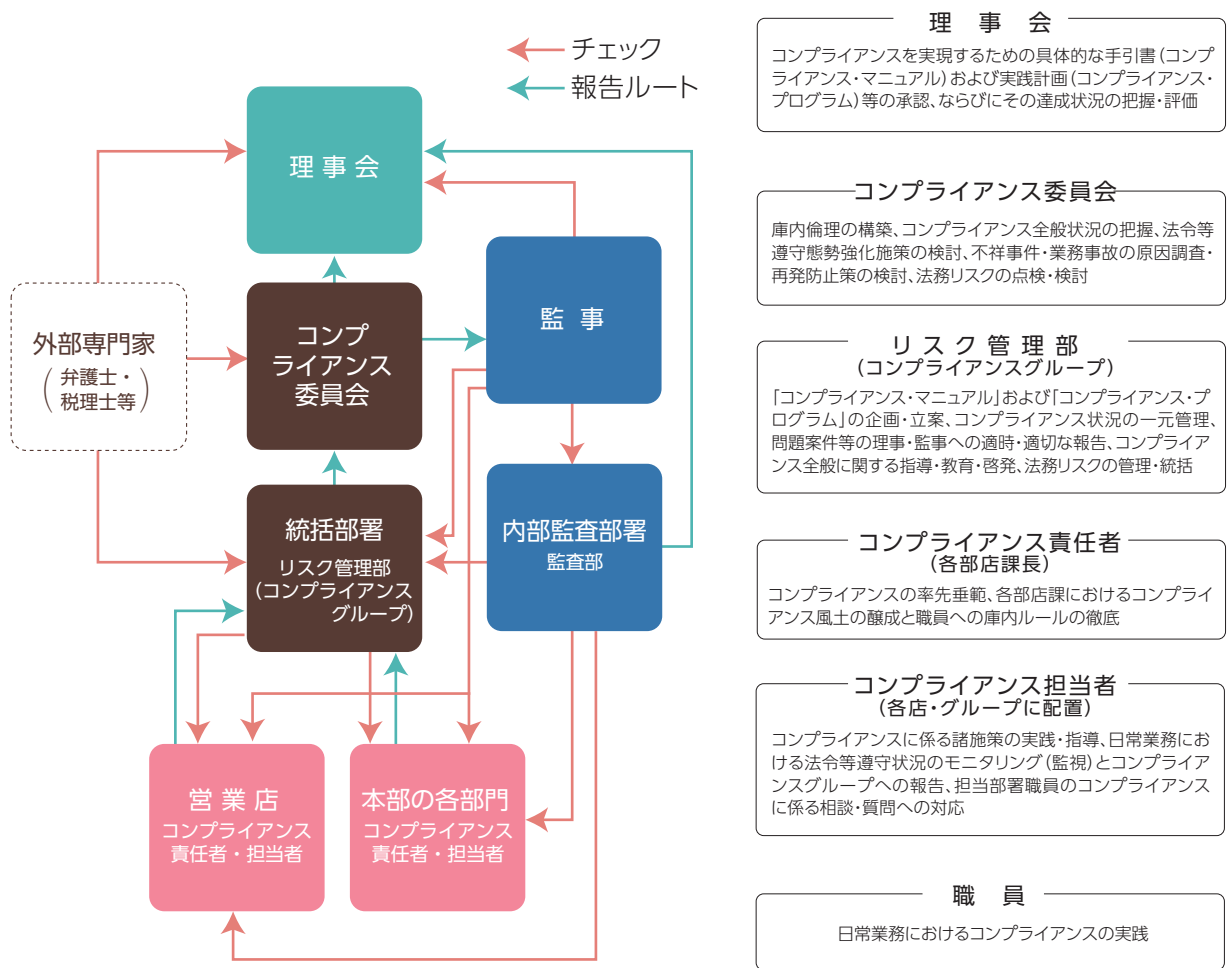 チェック
報告ルート
理事会
外部専門家
(弁護士・
税理士等)
コンプ
ライアンス
委員会
監事
統括部署
リスク管理部
(コンプライアンス
グループ)
内部監査部署
監査部
営業店
コンプライアンス
責任者・担当者
本部の各部門
コンプライアンス
責任者・担当者
理事会
コンプライアンスを実現するための具体的な手引書(コンプ
ライアンス・マニュアル)および実践計画(コンプライアンス・
プログラム)等の承認、ならびにその達成状況の把握・評価
コンプライアンス委員会
庫内倫理の構築、コンプライアンス全般状況の把握、法令等
遵守態勢強化施策の検討、不祥事件・業務事故の原因調査・
再発防止策の検討、法務リスクの点検・検討
リスク管理部
(コンプライアンスグループ)
「コンプライアンス・マニュアル」および「コンプライアンス・プ
ログラム」の企画・立案、コンプライアンス状況の一元管理、
問題案件等の理事・監事への適時・適切な報告、コンプライア
ンス全般に関する指導・教育・啓発、法務リスクの管理・統括
コンプライアンス責任者
(各部店課長)
コンプライアンスの率先垂範、各部店課におけるコンプライ
アンス風土の醸成と職員への庫内ルールの徹底
コンプライアンス担当者
(各店・グループに配置)
コンプライアンスに係る諸施策の実践・指導、日常業務にお
ける法令等遵守状況のモニタリング(監視)とコンプライア
ンスグループへの報告、担当部署職員のコンプライアンス
に係る相談・質問への対応
職員
日常業務におけるコンプライアンスの実践